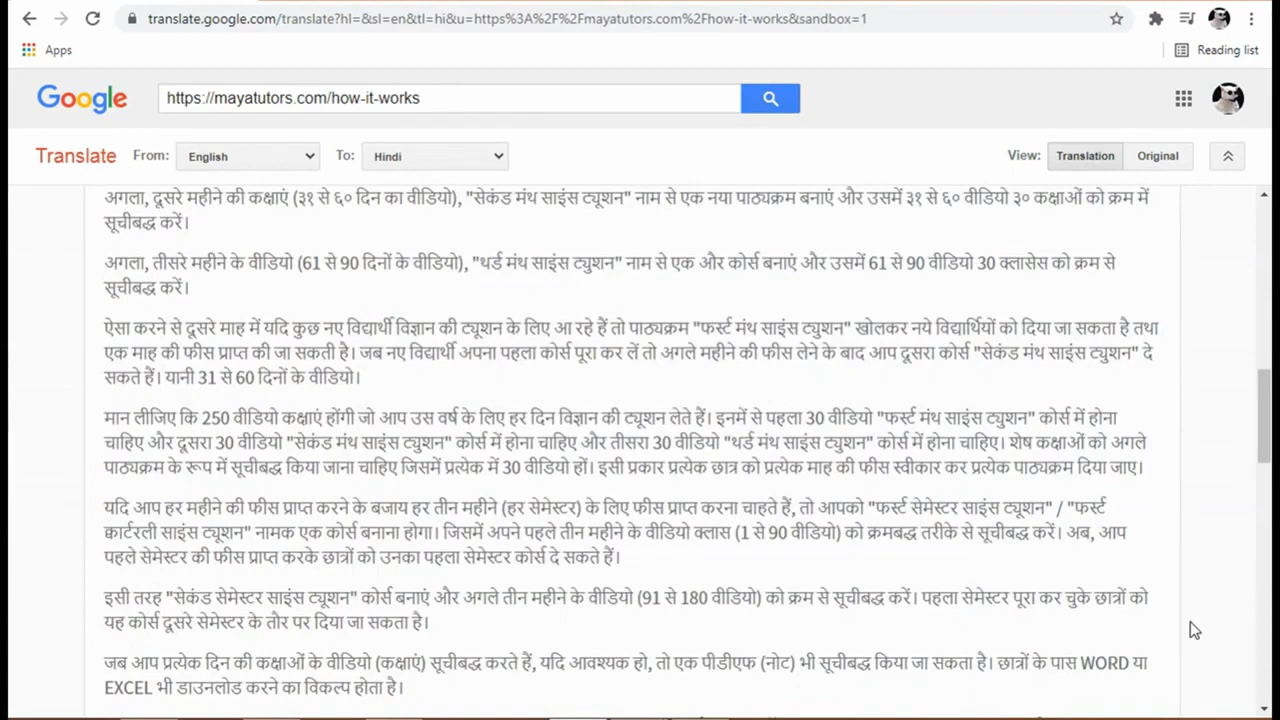 translate.google.com/translate?hl=&sl=en&tl=hi&u=https%3A%2F%2Fmayatutors.com%2Fhow-it-works&sandbox=1
Apps
Reading list
Google
https://mayatutors.com/how-it-works
Translate From: English To: Hindi View: Translation Original
अगला, दूसरे महीने की कक्षाएं (३१ से ६० दिन का वीडियो), "सेकंड मंथ साइंस ट्यूशन" नाम से एक नया पाठ्यक्रम बनाएं और उसमें ३१ से ६० वीडियो ३० कक्षाओं को क्रम में
सूचीबद्ध करें।
अगला, तीसरे महीने के वीडियो (61 से 90 दिनों के वीडियो), "थर्ड मंथ साइंस ट्युशन" नाम से एक और कोर्स बनाएं और उसमें 61 से 90 वीडियो 30 क्लासेस को क्रम से
सूचीबद्ध करें।
ऐसा करने से दूसरे माह में यदि कुछ नए विद्यार्थी विज्ञान की ट्यूशन के लिए आ रहे हैं तो पाठ्यक्रम "फर्स्ट मंथ साइंस ट्युशन" खोलकर नये विद्यार्थियों को दिया जा सकता है तथा
एक माह की फीस प्राप्त की जा सकती है। जब नए विद्यार्थी अपना पहला कोर्स पूरा कर लें तो अगले महीने की फीस लेने के बाद आप दूसरा कोर्स "सेकंड मंथ साइंस ट्युशन" दे
सकते हैं। यानी 31 से 60 दिनों के वीडियो।
मान लीजिए कि 250 वीडियो कक्षाएं होंगी जो आप उस वर्ष के लिए हर दिन विज्ञान की ट्यूशन लेते हैं। इनमें से पहला 30 वीडियो "फर्स्ट मंथ साइंस ट्युशन" कोर्स में होना
चाहिए और दूसरा 30 वीडियो "सेकंड मंथ साइंस ट्युशन" कोर्स में होना चाहिए और तीसरा 30 वीडियो "थर्ड मंथ साइंस ट्युशन" कोर्स में होना चाहिए। शेष कक्षाओं को अगले
पाठ्यक्रम के रूप में सूचीबद्ध किया जाना चाहिए जिसमें प्रत्येक में 30 वीडियो हों। इसी प्रकार प्रत्येक छात्र को प्रत्येक माह की फीस स्वीकार कर प्रत्येक पाठ्यक्रम दिया जाए।
यदि आप हर महीने की फीस प्राप्त करने के बजाय हर तीन महीने (हर सेमेस्टर) के लिए फीस प्राप्त करना चाहते हैं, तो आपको "फर्स्ट सेमेस्टर साइंस ट्यूशन" / "फर्स्ट
क्वार्टरली साइंस ट्यूशन" नामक एक कोर्स बनाना होगा। जिसमें अपने पहले तीन महीने के वीडियो क्लास (1 से 90 वीडियो) को क्रमबद्ध तरीके से सूचीबद्ध करें। अब, आप
पहले सेमेस्टर की फीस प्राप्त करके छात्रों को उनका पहला सेमेस्टर कोर्स दे सकते हैं।
इसी तरह "सेकंड सेमेस्टर साइंस ट्यूशन" कोर्स बनाएं और अगले तीन महीने के वीडियो (91 से 180 वीडियो) को क्रम से सूचीबद्ध करें। पहला सेमेस्टर पूरा कर चुके छात्रों को
यह कोर्स दूसरे सेमेस्टर के तौर पर दिया जा सकता है।
जब आप प्रत्येक दिन की कक्षाओं के वीडियो (कक्षाएं) सूचीबद्ध करते हैं, यदि आवश्यक हो, तो एक पीडीएफ (नोट) भी सूचीबद्ध किया जा सकता है। छात्रों के पास WORD या
EXCEL भी डाउनलोड करने का विकल्प होता है।